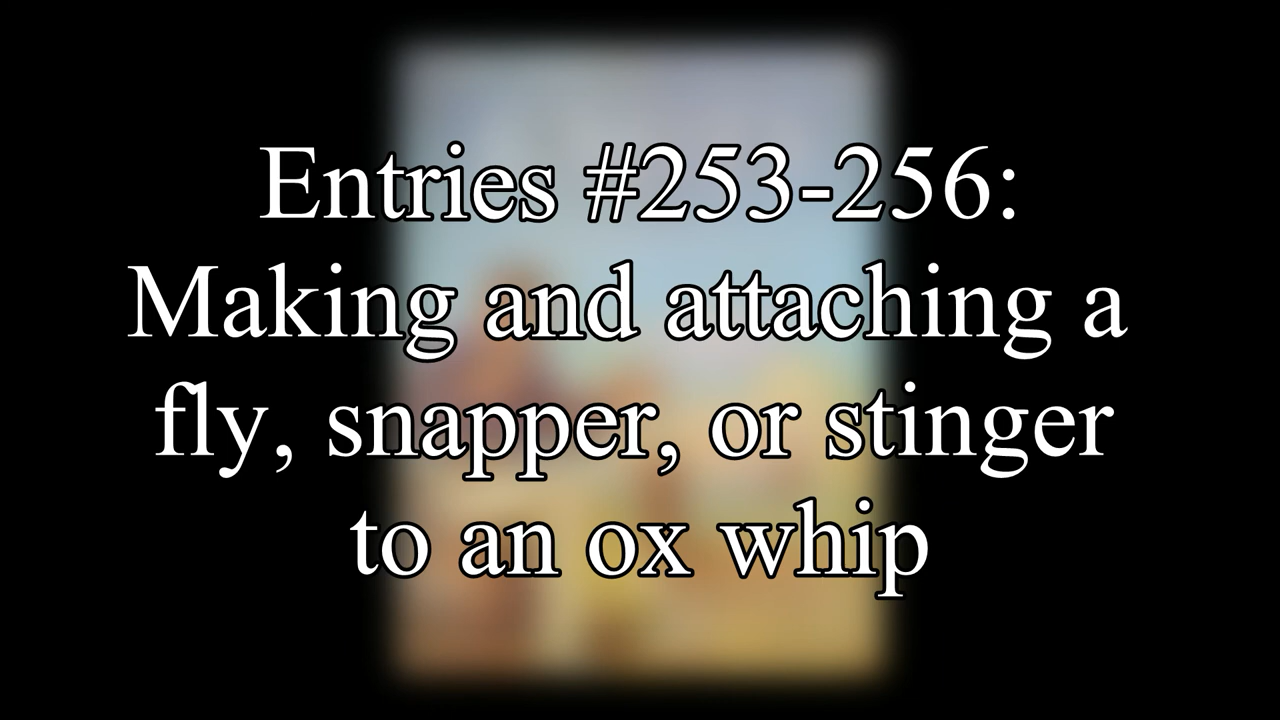 Entries #253-256:
Making and attaching a
fly, snapper, or stinger
to an ox whip